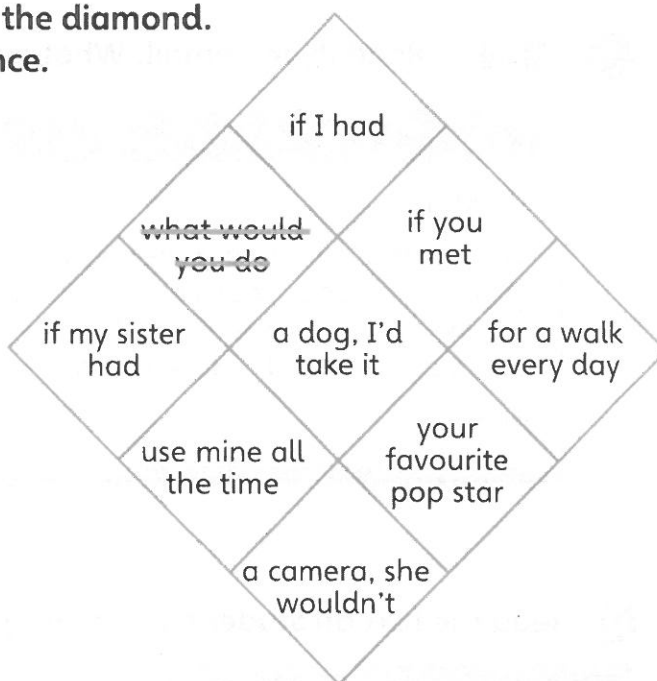 the diamond.
nce.
if I had
what would
you do
if you
met
if my sister
had
a dog, I'd
take it
for a walk
every day
use mine all
the time
your
favourite
pop star
a camera, she
wouldn't